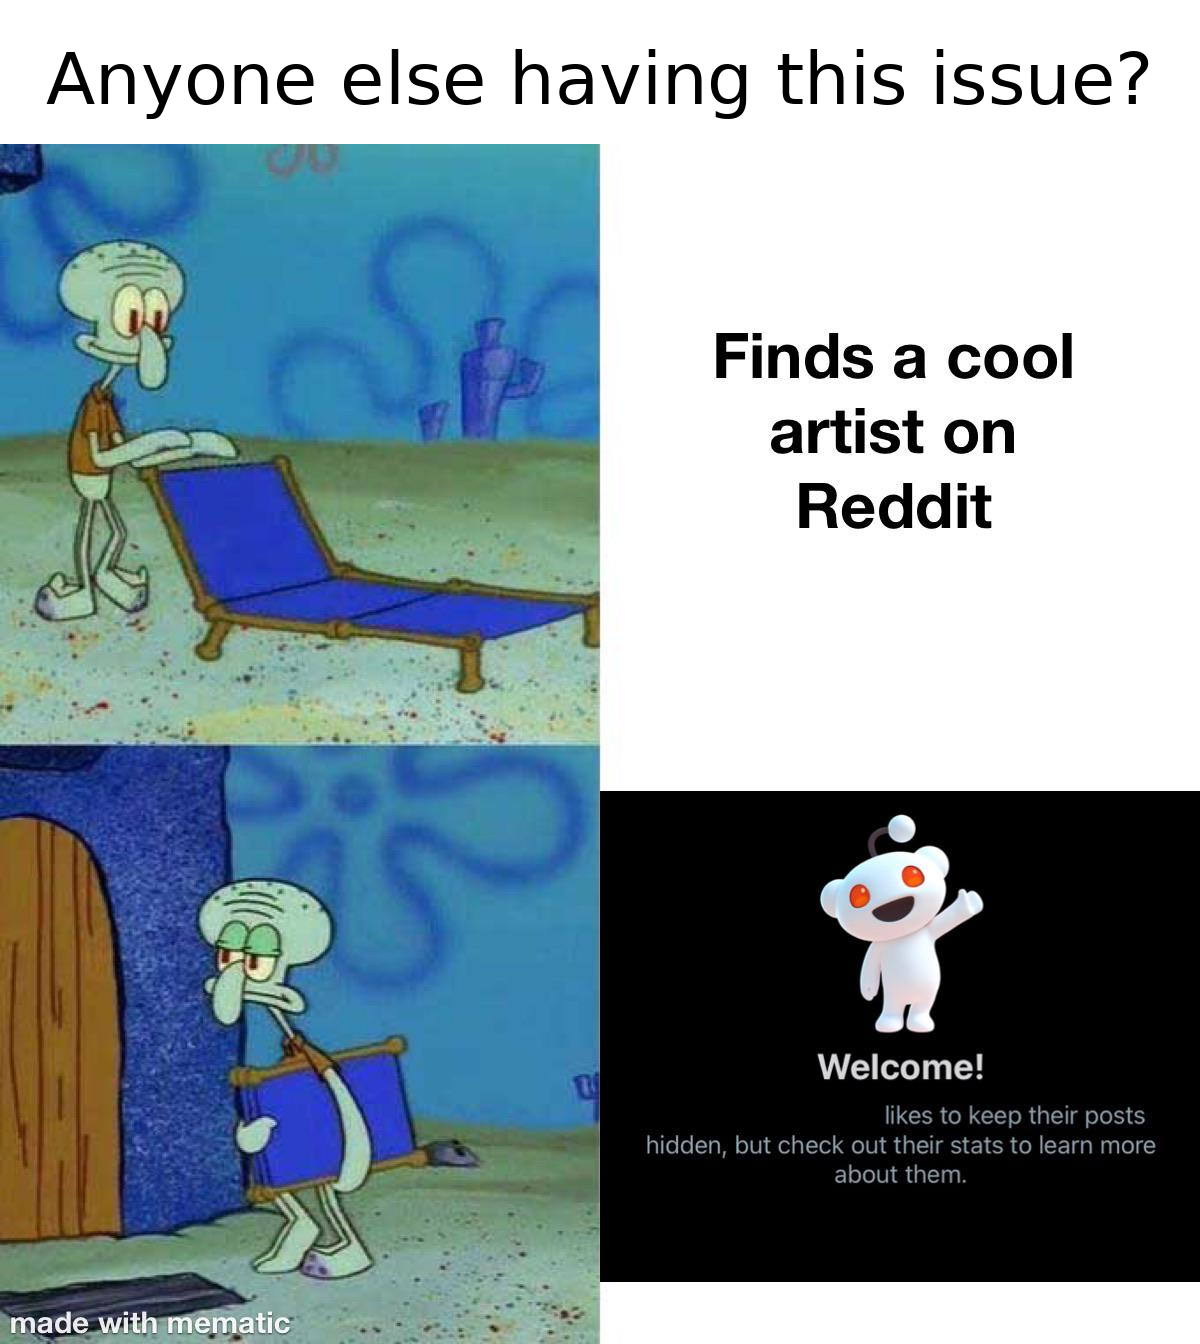 Anyone else having this issue?
Finds a cool
artist on
Reddit
Welcome!
likes to keep their posts
hidden, but check out their stats to learn more
about them.
made with mematic